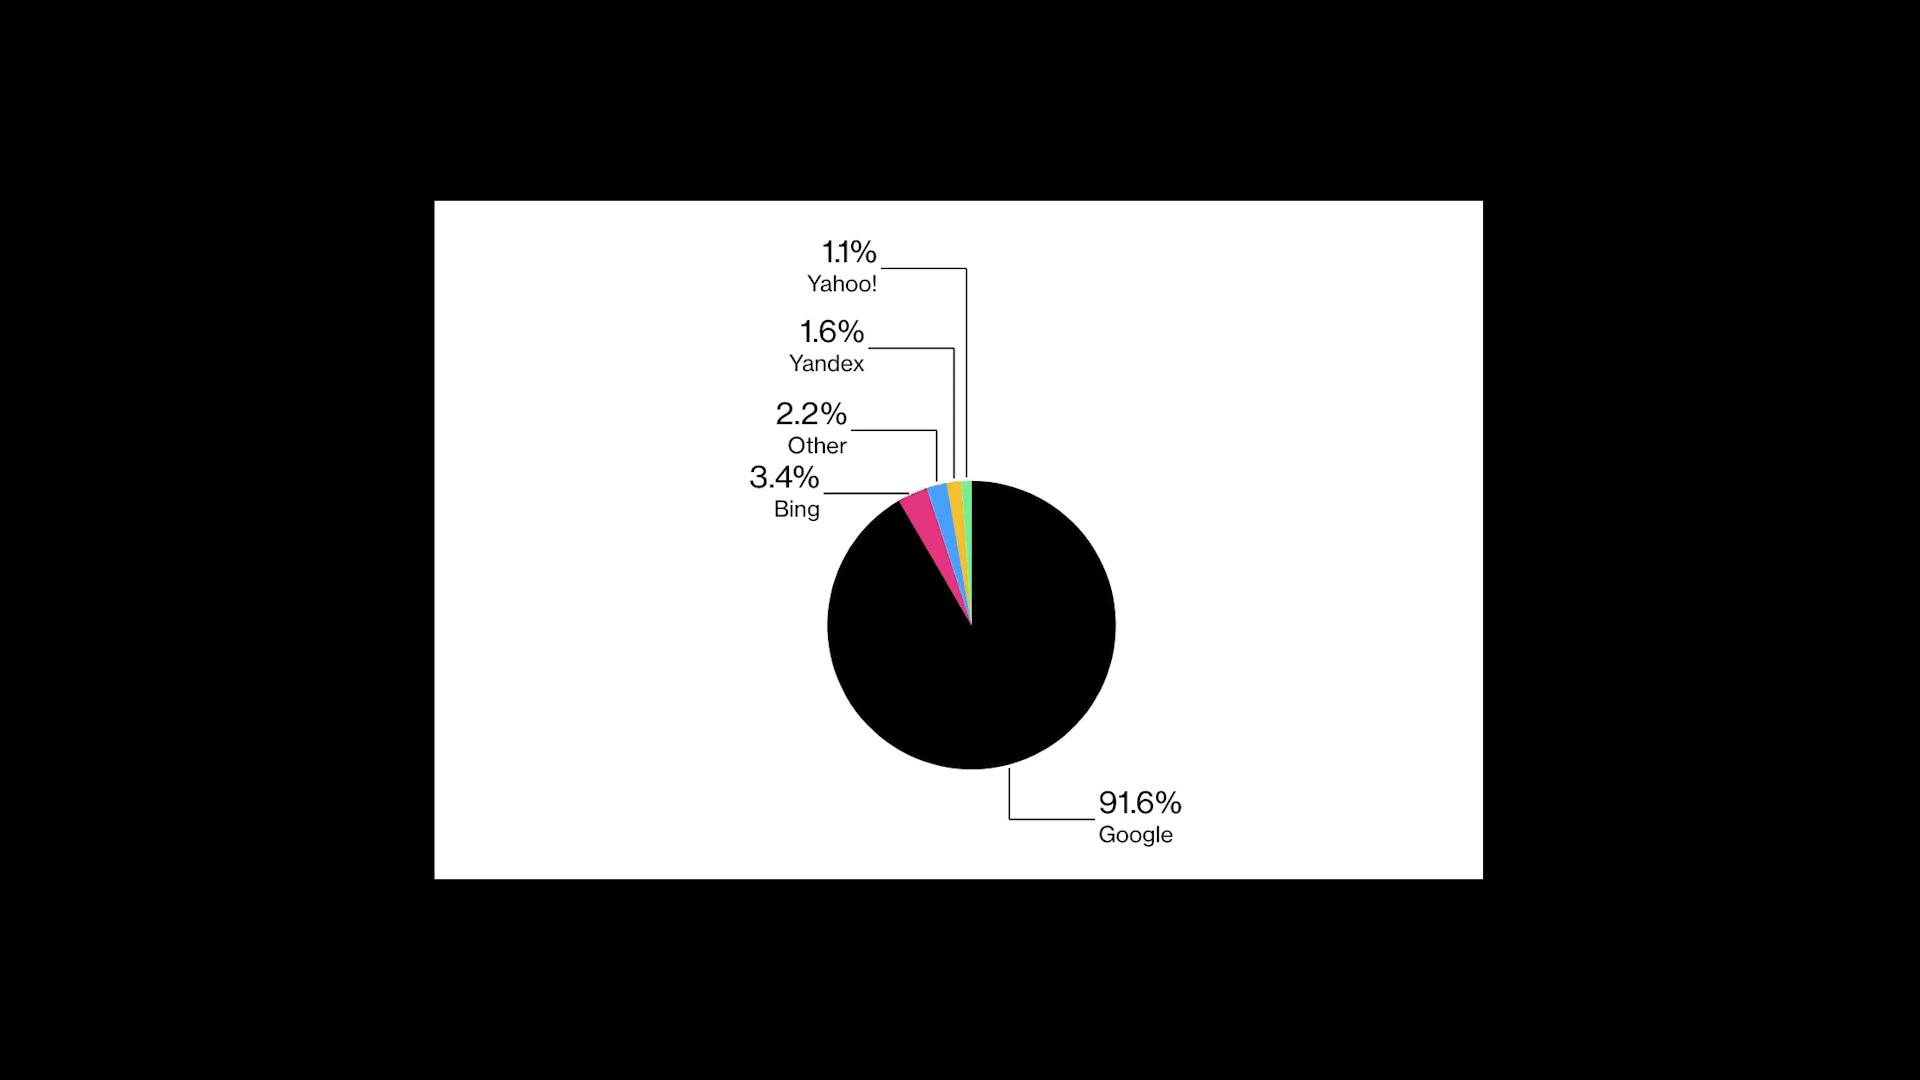 1.1%
Yahoo!
1.6%
Yandex
2.2%
Other
3.4%
Bing
91.6%
Google